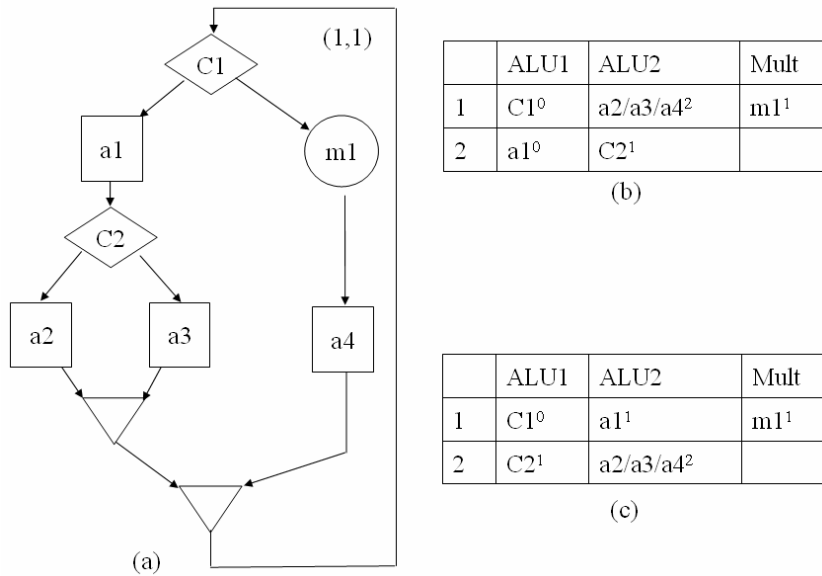 (1,1)
C1
a1
m1
C2
a2
a3
a4
(a)
ALU1 ALU2 Mult
1 C1⁰ a2/a3/a4² m1¹
2 a1⁰ C2¹
(b)
ALU1 ALU2 Mult
1 C1⁰ a1¹ m1¹
2 C2¹ a2/a3/a4²
(c)